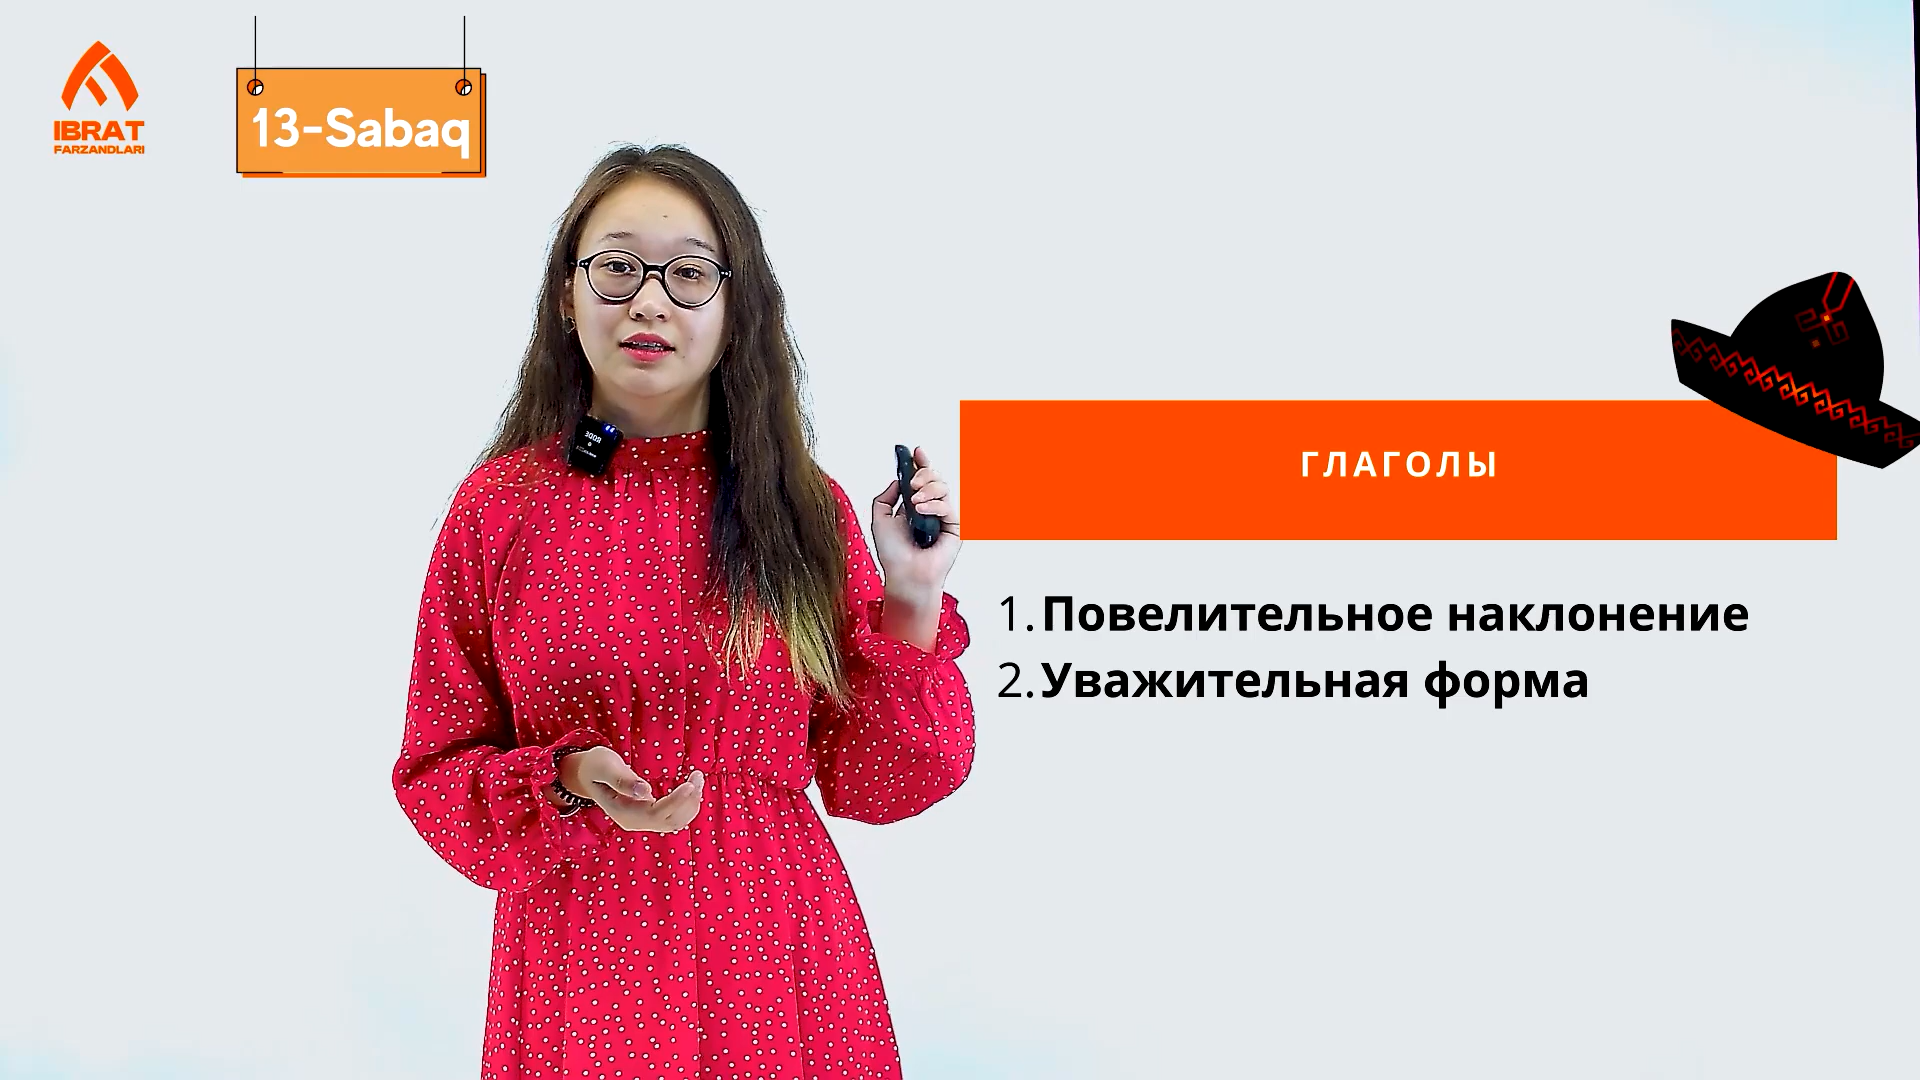 IBRAT
FARZANDLARI
13-Sabaq
ГЛАГОЛЫ
1. Повелительное наклонение
2. Уважительная форма